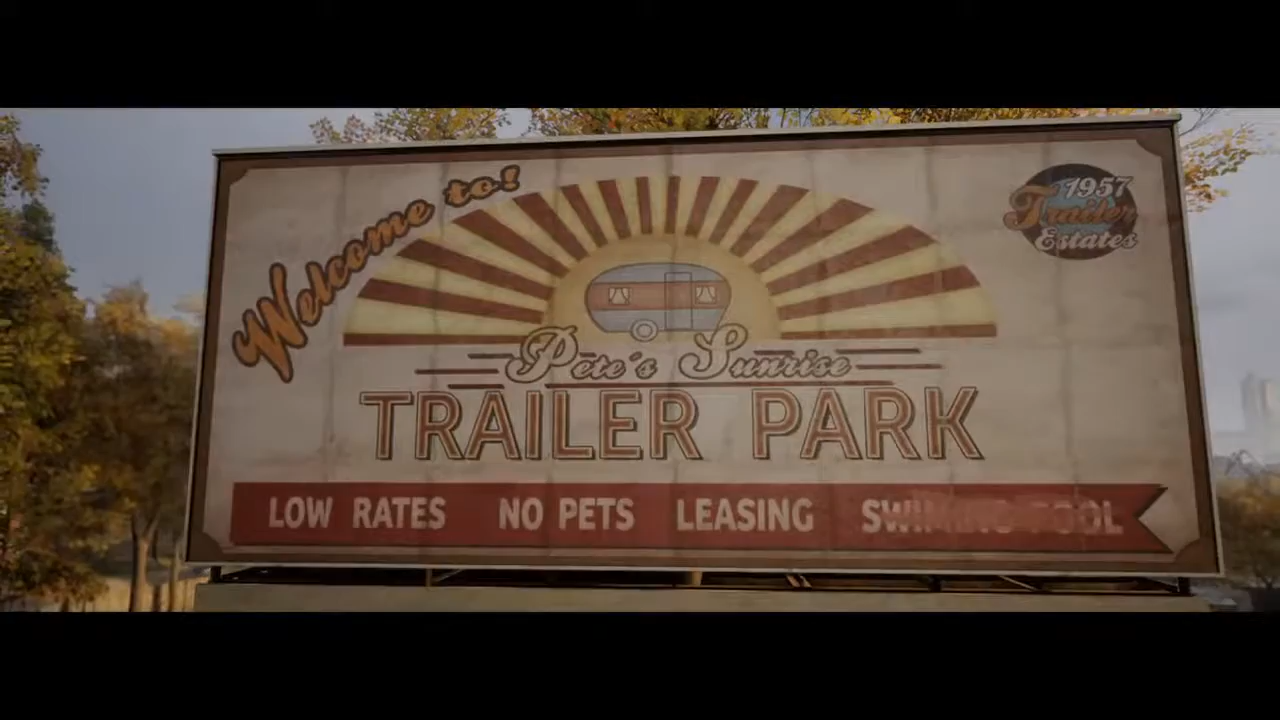 Welcome to!
1957
Trailer
Estates
Pete's Sunrise
TRAILER PARK
LOW RATES NO PETS LEASING